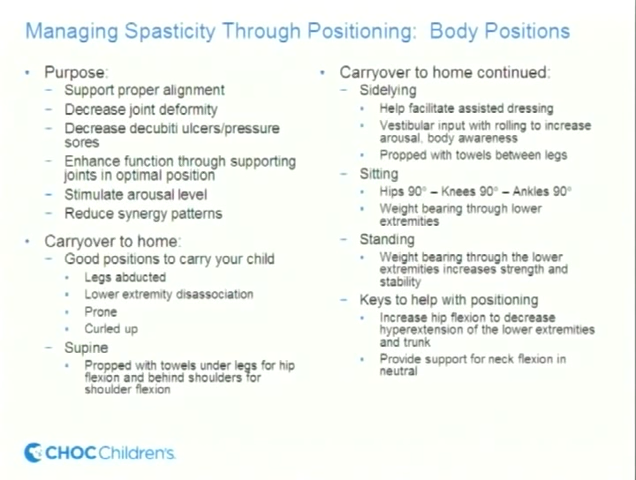 Managing Spasticity Through Positioning: Body Positions
• Purpose:
– Support proper alignment
– Decrease joint deformity
– Decrease decubiti ulcers/pressure
sores
– Enhance function through supporting
joints in optimal position
– Stimulate arousal level
– Reduce synergy patterns
• Carryover to home:
– Good positions to carry your child
• Legs abducted
• Lower extremity disassociation
• Prone
• Curled up
– Supine
• Propped with towels under legs for hip
flexion and behind shoulders for
shoulder flexion
• Carryover to home continued:
– Sidelying
• Help facilitate assisted dressing
• Vestibular input with rolling to increase
arousal, body awareness
• Propped with towels between legs
– Sitting
• Hips 90° – Knees 90° – Ankles 90°
• Weight bearing through lower
extremities
– Standing
• Weight bearing through the lower
extremities increases strength and
stability
– Keys to help with positioning
• Increase hip flexion to decrease
hyperextension of the lower extremities
and trunk
• Provide support for neck flexion in
neutral
CHOC Children's.